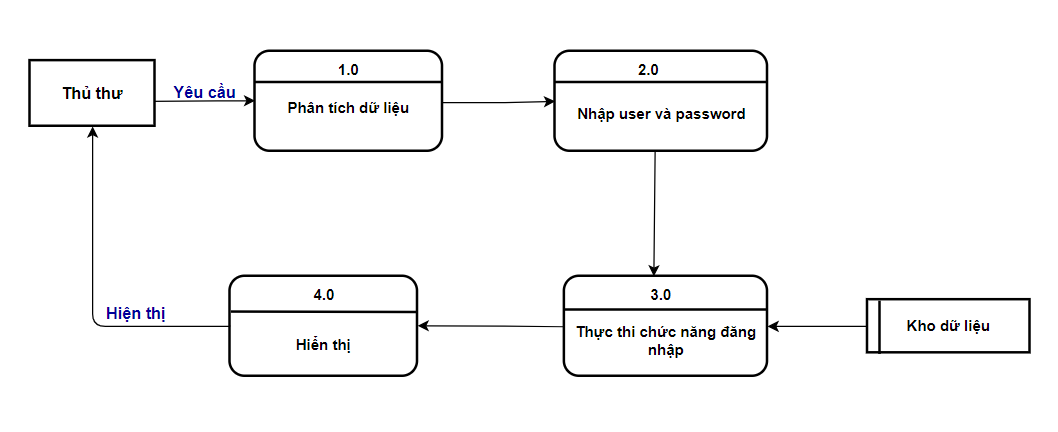 Thủ thư
Yêu cầu
1.0
Phân tích dữ liệu
2.0
Nhập user và password
3.0
Thực thi chức năng đăng
nhập
Kho dữ liệu
4.0
Hiển thị
Hiện thị